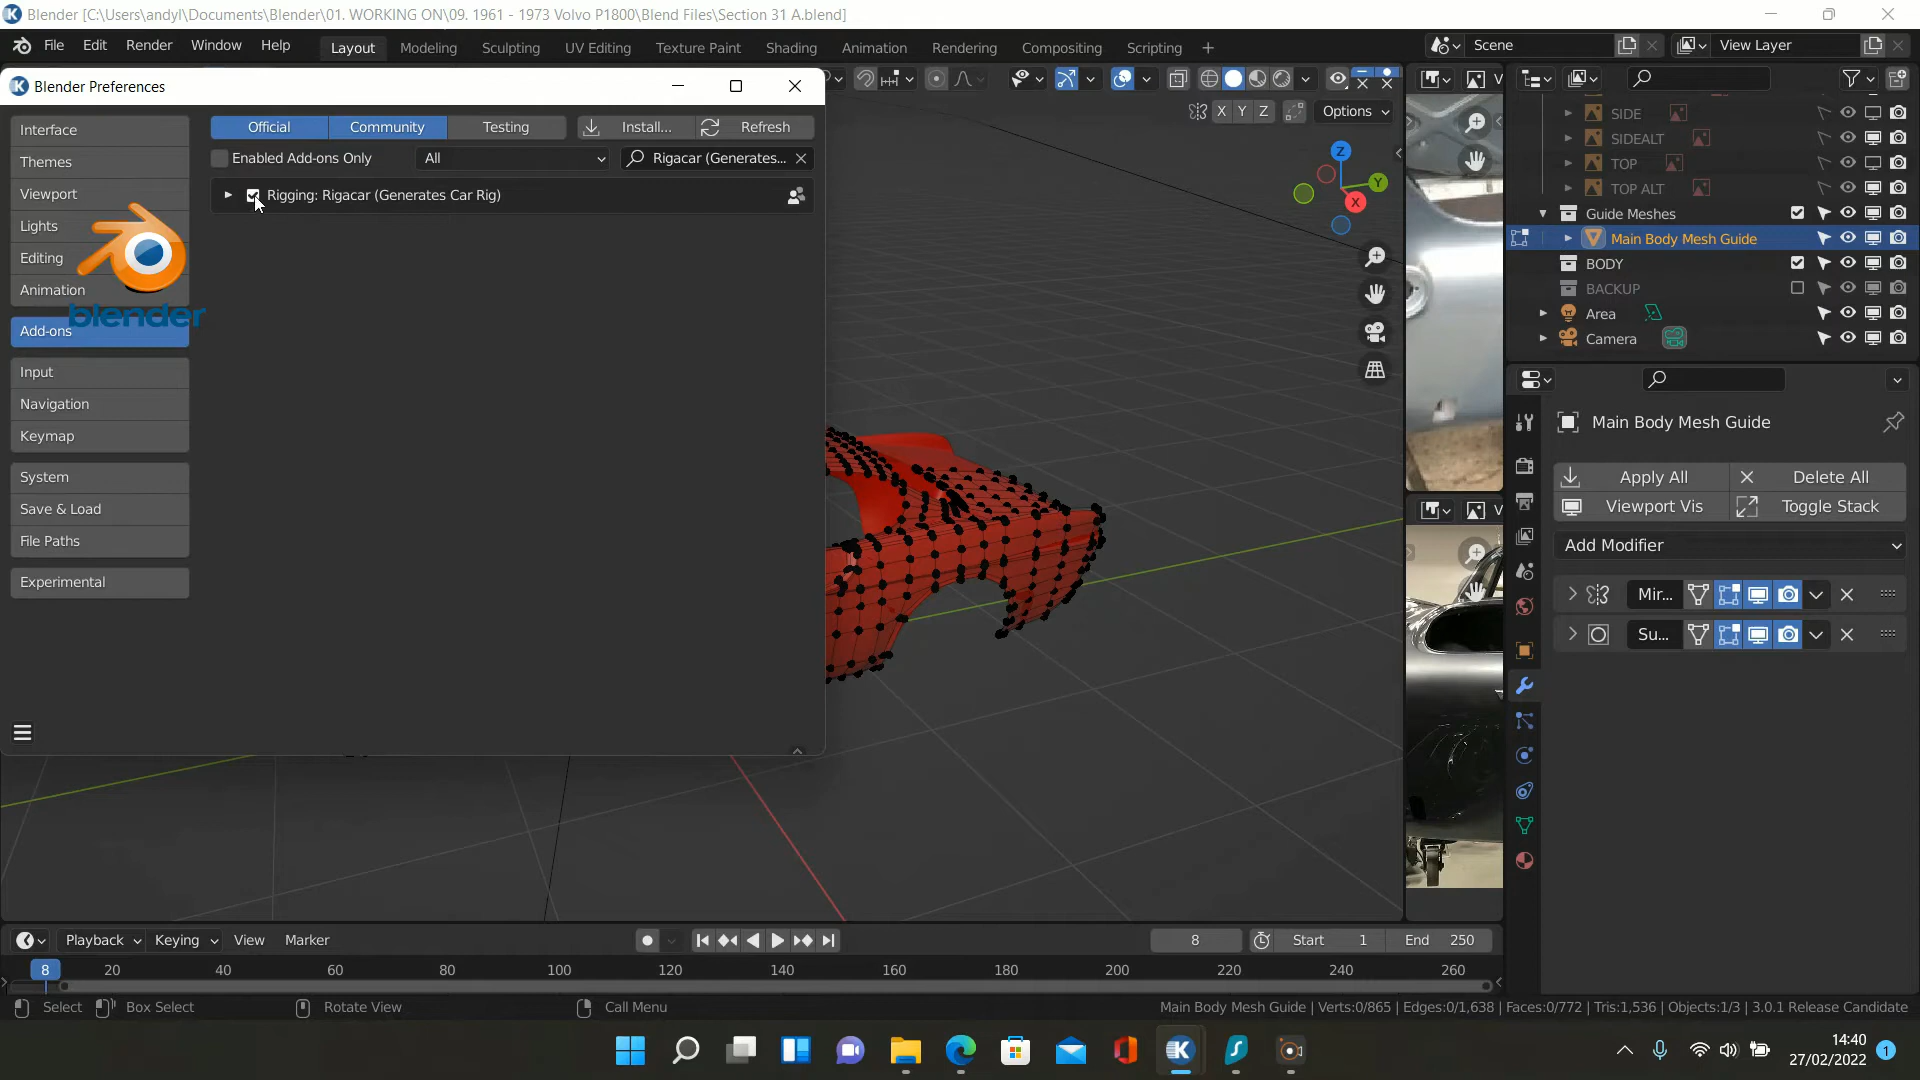 Blender [C:\Users\andyl\Documents\Blender\01. WORKING ON\09. 1961 - 1973 Volvo P1800\Blend Files\Section 31 A.blend]
File Edit Render Window Help
Layout Modeling Sculpting UV Editing Texture Paint Shading Animation Rendering Compositing Scripting +
Scene
View Layer
Blender Preferences
Interface
Themes
Viewport
Lights
Editing
Animation
Add-ons
Input
Navigation
Keymap
System
Save & Load
File Paths
Experimental
blender
Official Community Testing Install... Refresh
Enabled Add-ons Only All Rigacar (Generates...
Rigging: Rigacar (Generates Car Rig)
X Y Z Options
Z
Y
X
V
V
SIDE
SIDEALT
TOP
TOP ALT
Guide Meshes
Main Body Mesh Guide
BODY
BACKUP
Area
Camera
Main Body Mesh Guide
Apply All Delete All
Viewport Vis Toggle Stack
Add Modifier
Mir...
Su...
Playback Keying View Marker
8 Start 1 End 250
8 20 40 60 80 100 120 140 160 180 200 220 240 260
Select Box Select Rotate View Call Menu
Main Body Mesh Guide | Verts:0/865 | Edges:0/1,638 | Faces:0/772 | Tris:1,536 | Objects:1/3 | 3.0.1 Release Candidate
14:40
27/02/2022
1